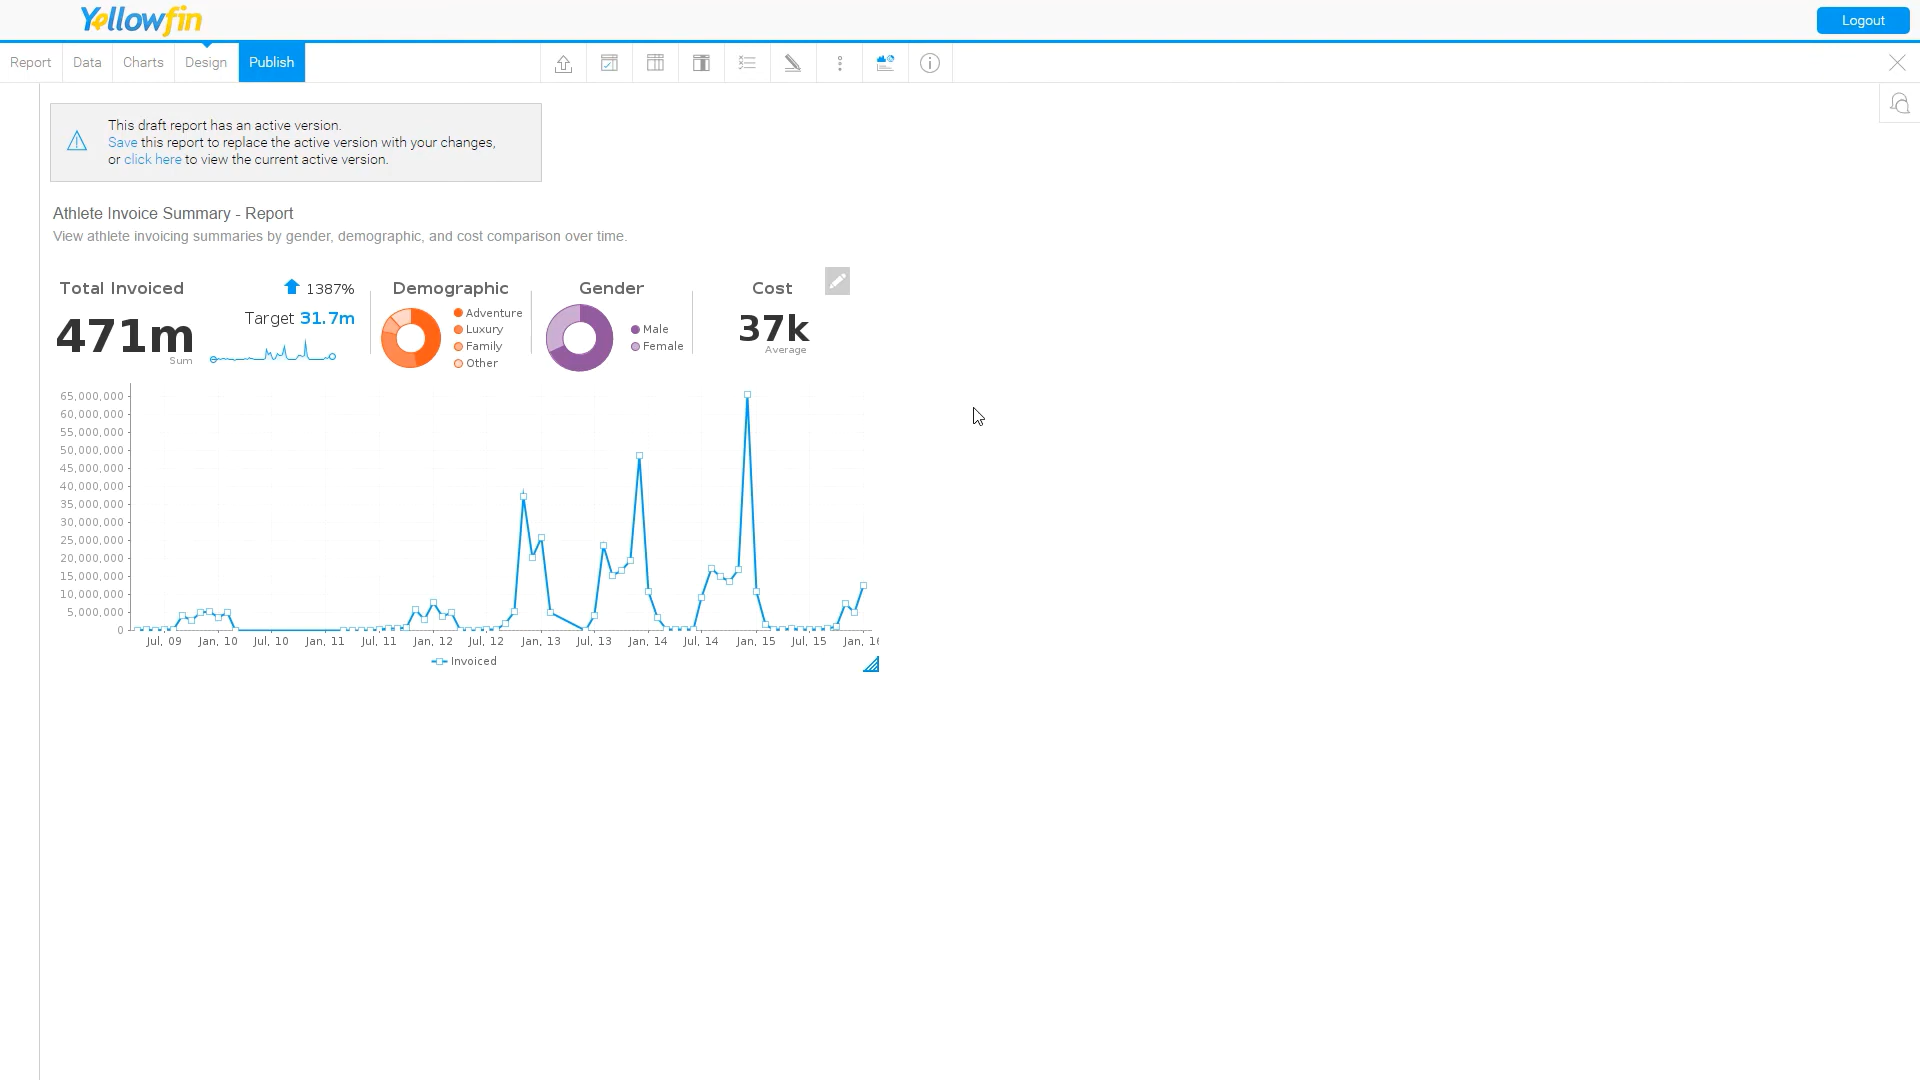 Yellowfin
Logout
Report
Data
Charts
Design
Publish
This draft report has an active version.
Save this report to replace the active version with your changes,
or click here to view the current active version.
Athlete Invoice Summary - Report
View athlete invoicing summaries by gender, demographic, and cost comparison over time.
Total Invoiced
471m
Sum
1387%
Target 31.7m
Demographic
Adventure
Luxury
Family
Other
Gender
Male
Female
Cost
37k
Average
65,000,000
60,000,000
55,000,000
50,000,000
45,000,000
40,000,000
35,000,000
30,000,000
25,000,000
20,000,000
15,000,000
10,000,000
5,000,000
0
Jul, 09 Jan, 10 Jul, 10 Jan, 11 Jul, 11 Jan, 12 Jul, 12 Jan, 13 Jul, 13 Jan, 14 Jul, 14 Jan, 15 Jul, 15 Jan, 16
Invoiced